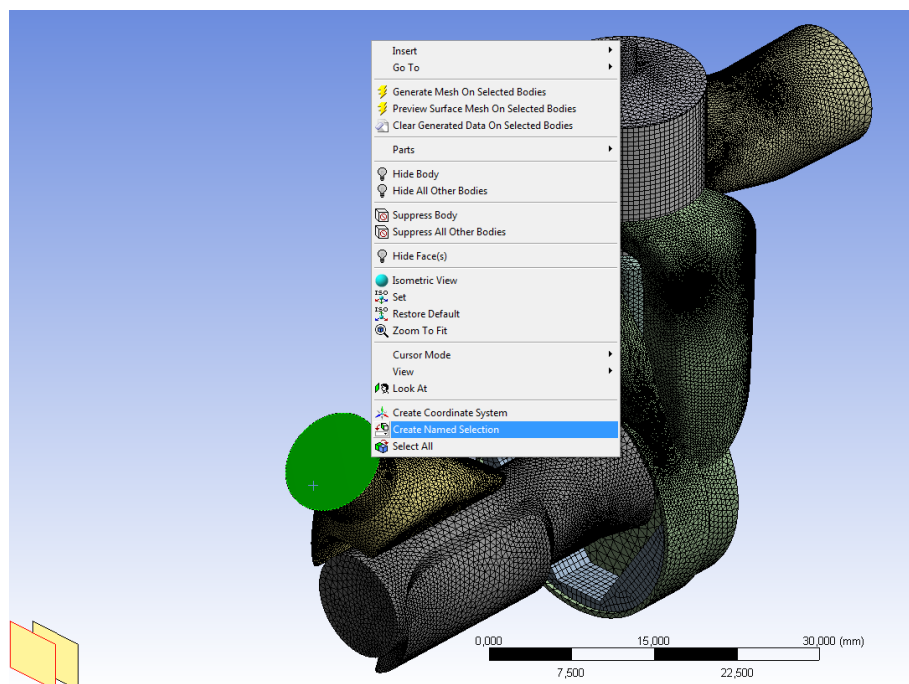 Insert
Go To
Generate Mesh On Selected Bodies
Preview Surface Mesh On Selected Bodies
Clear Generated Data On Selected Bodies
Parts
Hide Body
Hide All Other Bodies
Suppress Body
Suppress All Other Bodies
Hide Face(s)
Isometric View
ISO Set
ISO Restore Default
Zoom To Fit
Cursor Mode
View
Look At
Create Coordinate System
Create Named Selection
Select All
0,000 15,000 30,000 (mm)
7,500 22,500